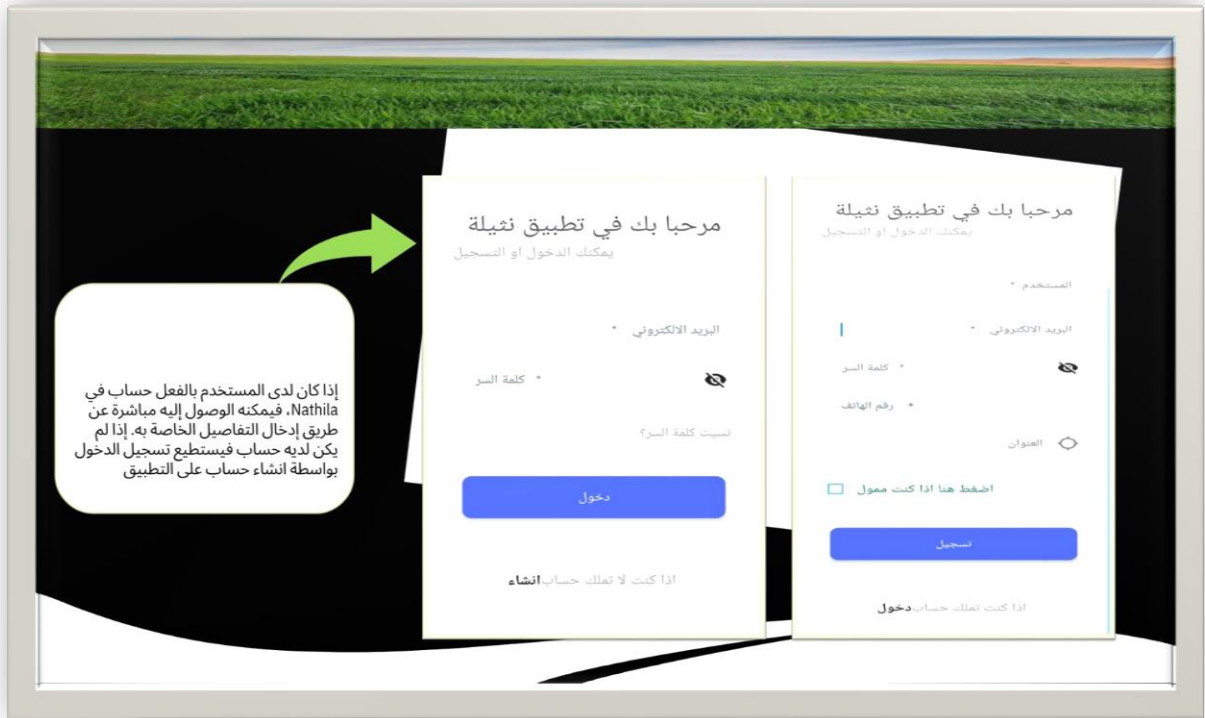 مرحبا بك في تطبيق نثيلة
يمكنك الدخول او التسجيل
المستخدم *
البريد الالكتروني *
كلمة السر *
رقم الهاتف *
العنوان
اضغط هنا اذا كنت ممول
تسجيل
اذا كنت تملك حساب دخول
مرحبا بك في تطبيق نثيلة
يمكنك الدخول او التسجيل
البريد الالكتروني *
كلمة السر *
نسيت كلمة السر؟
دخول
اذا كنت لا تملك حساب انشاء
إذا كان لدى المستخدم بالفعل حساب في
Nathila، فيمكنه الوصول إليه مباشرة عن
طريق إدخال التفاصيل الخاصة به. إذا لم
يكن لديه حساب فيستطيع تسجيل الدخول
بواسطة انشاء حساب على التطبيق